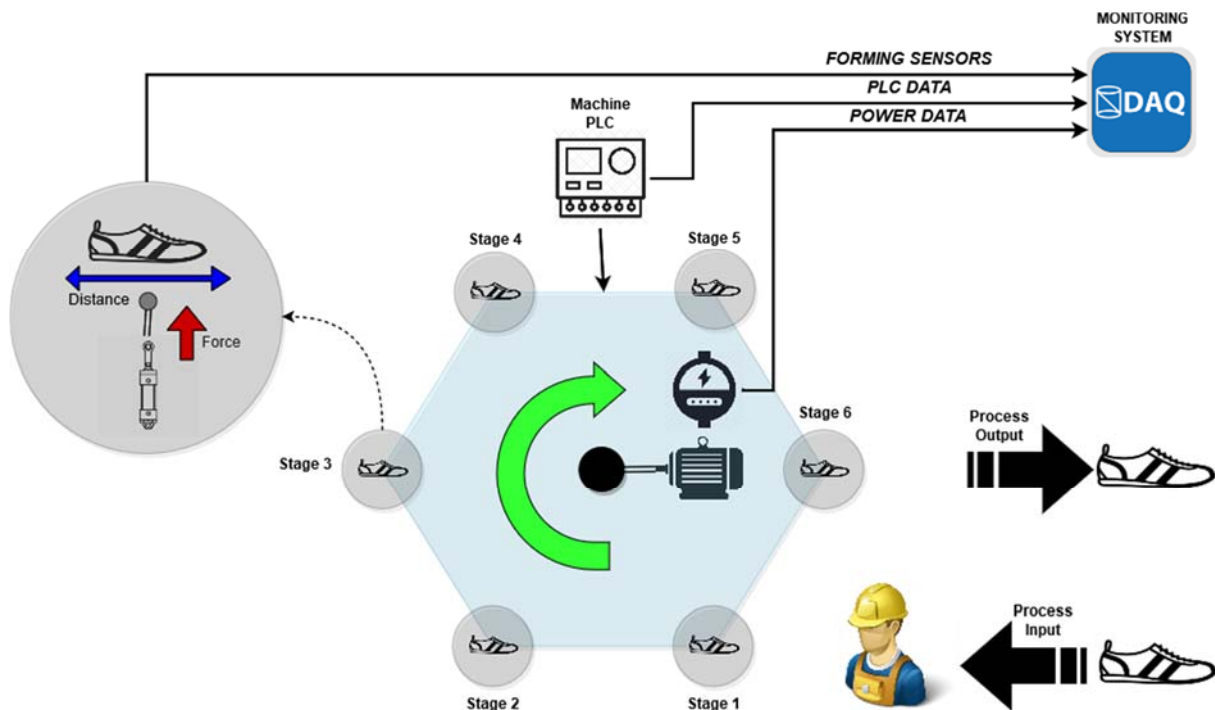 MONITORING
SYSTEM
FORMING SENSORS
PLC DATA
POWER DATA
DAQ
Machine
PLC
Stage 4
Stage 5
Distance
Force
Stage 3
Stage 6
Process
Output
Process
Input
Stage 2
Stage 1